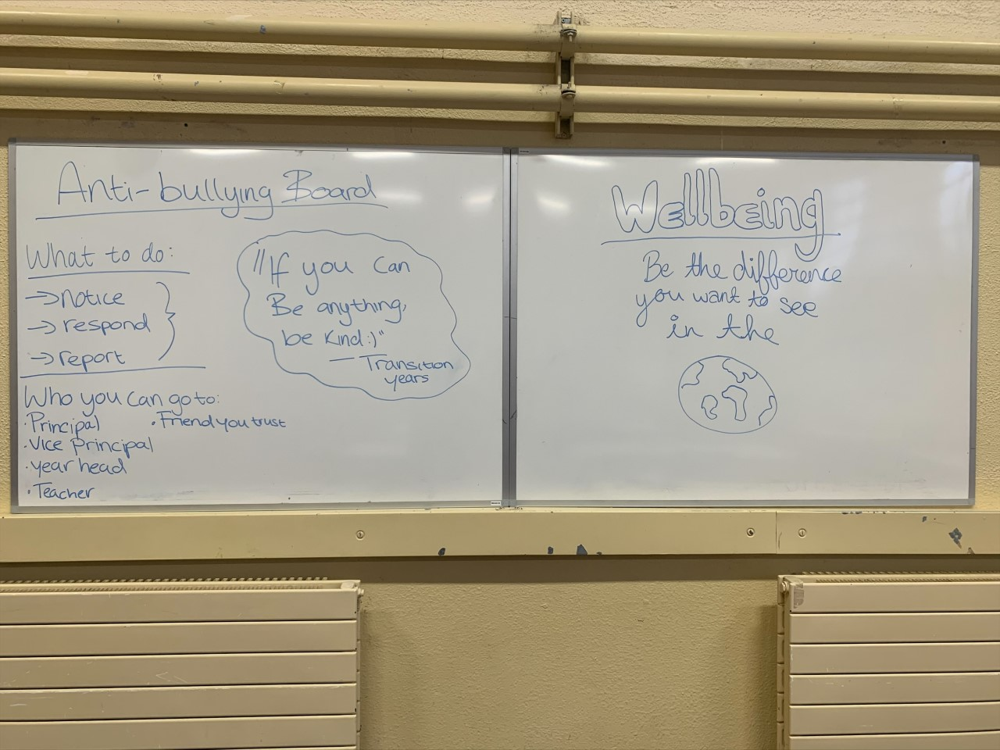 Anti-bullying Board
What to do:
→ notice
→ respond
→ report
"If you can
Be anything,
be kind:)"
— Transition
years
Who you can go to:
· Principal
· Vice Principal
· year head
· Teacher
· Friend you trust
Wellbeing
Be the difference
you want to see
in the